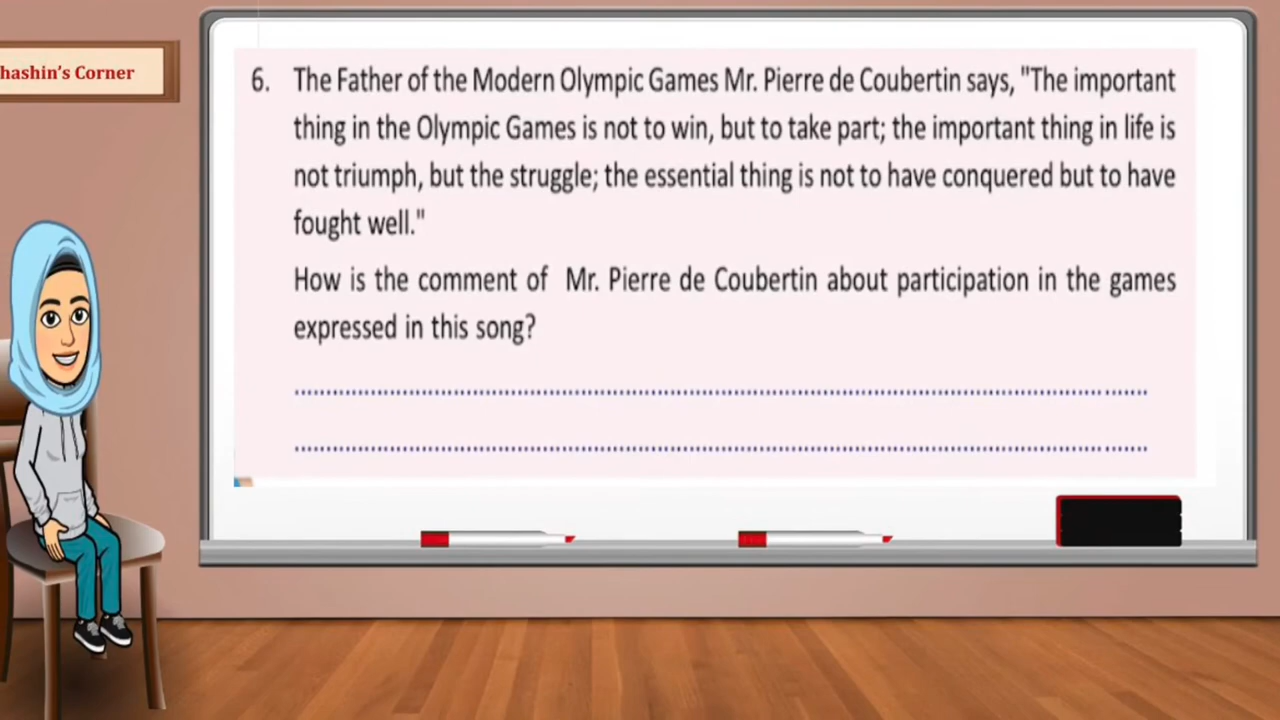 hashin's Corner
6. The Father of the Modern Olympic Games Mr. Pierre de Coubertin says, "The important
thing in the Olympic Games is not to win, but to take part; the important thing in life is
not triumph, but the struggle; the essential thing is not to have conquered but to have
fought well."
How is the comment of Mr. Pierre de Coubertin about participation in the games
expressed in this song?